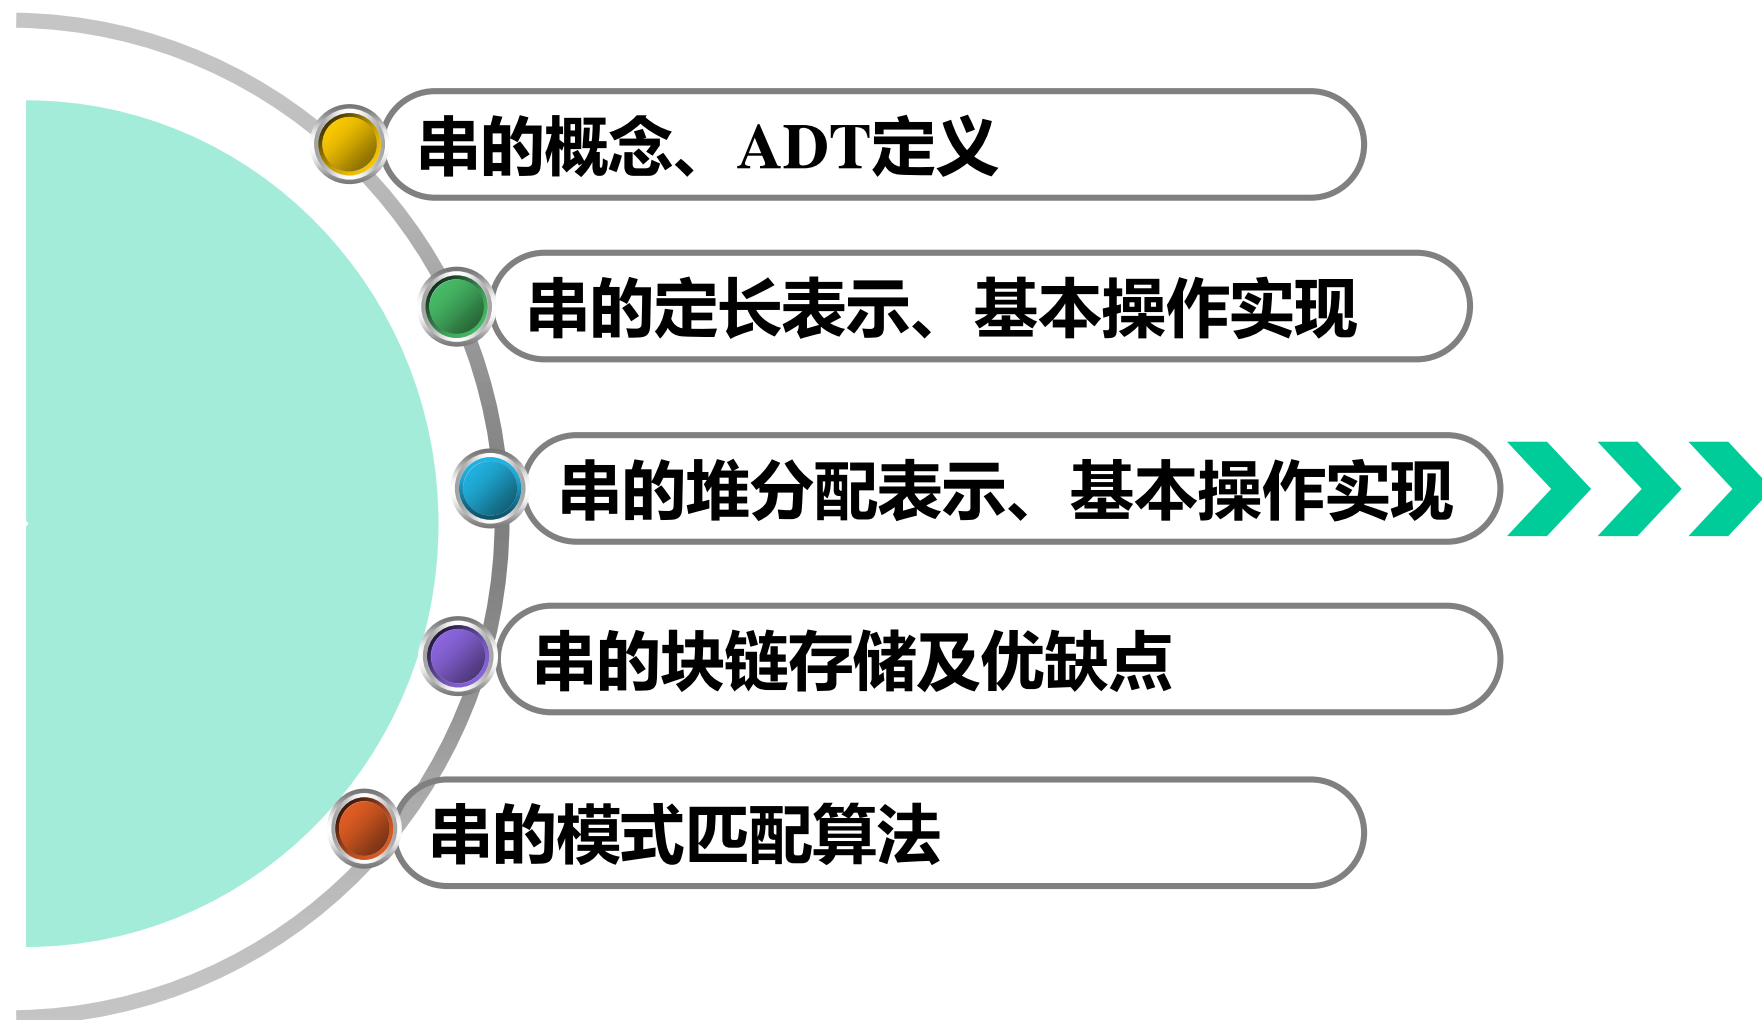 串的概念、ADT定义
串的定长表示、基本操作实现
串的堆分配表示、基本操作实现
串的块链存储及优缺点
串的模式匹配算法